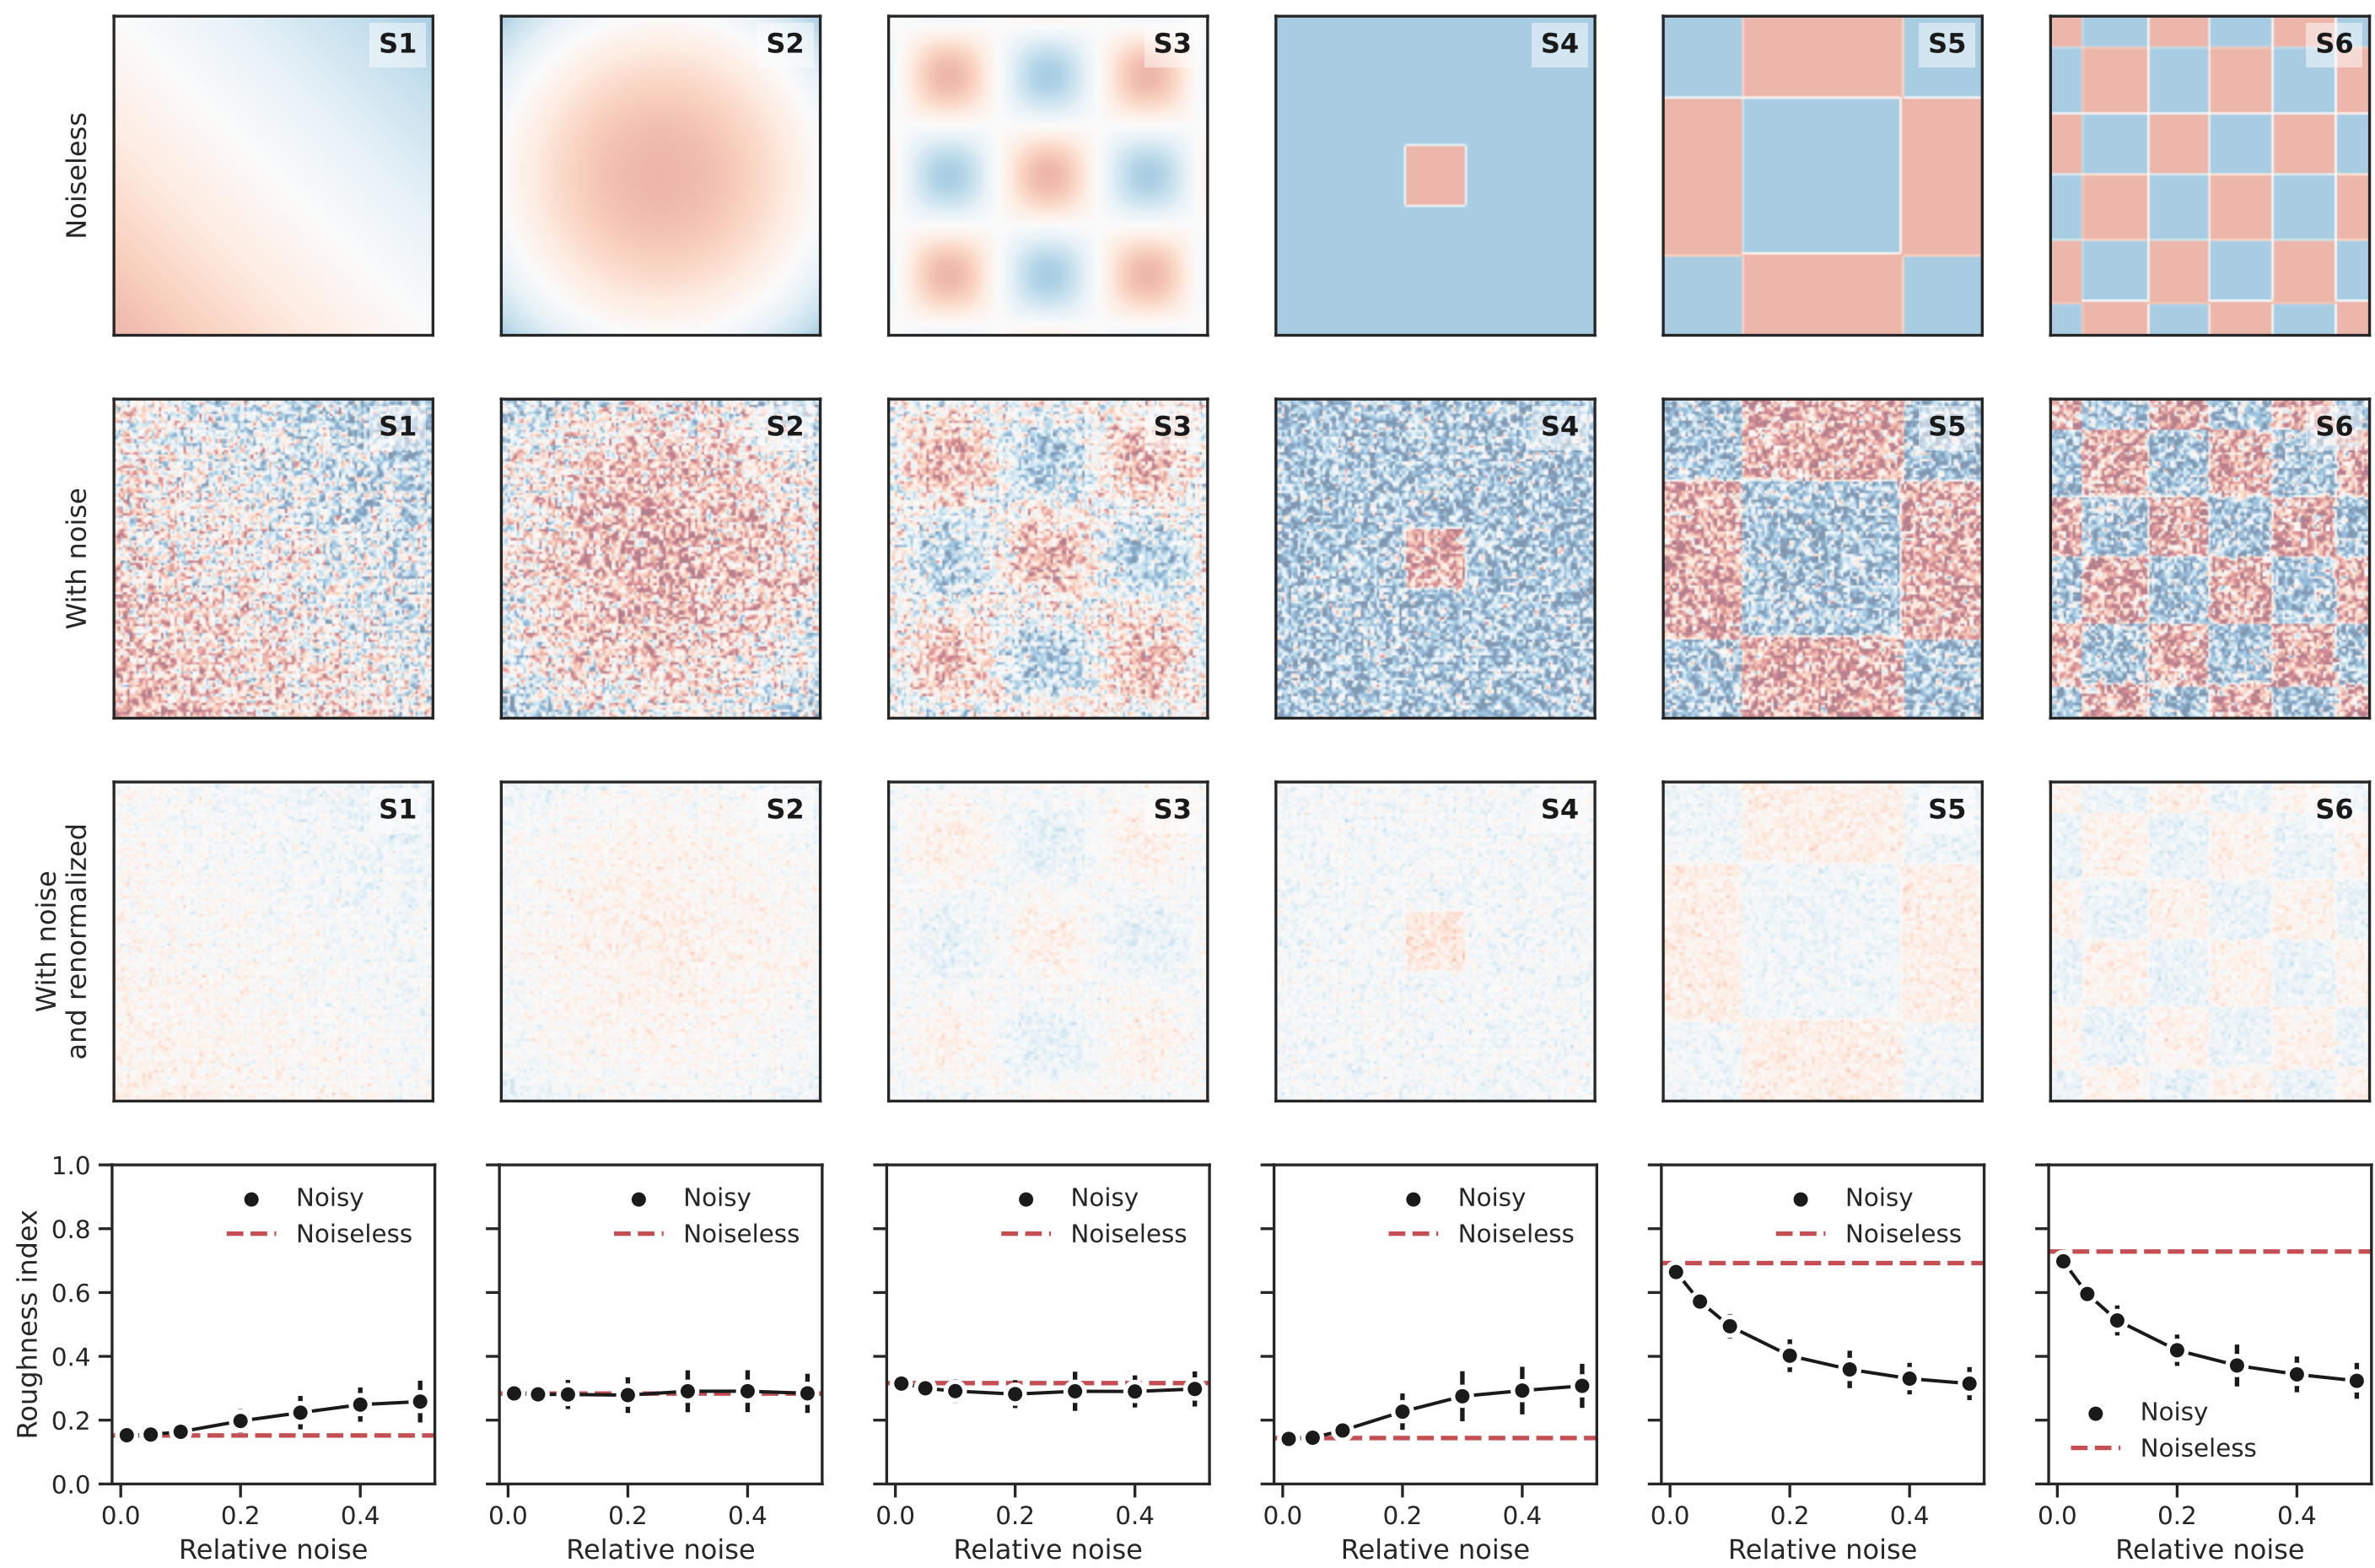 Noiseless
S1
S2
S3
S4
S5
S6
With noise
S1
S2
S3
S4
S5
S6
With noise
and renormalized
S1
S2
S3
S4
S5
S6
Roughness index
1.0
0.8
0.6
0.4
0.2
0.0
Noisy
Noiseless
0.0 0.2 0.4
Relative noise
Noisy
Noiseless
0.0 0.2 0.4
Relative noise
Noisy
Noiseless
0.0 0.2 0.4
Relative noise
Noisy
Noiseless
0.0 0.2 0.4
Relative noise
Noisy
Noiseless
0.0 0.2 0.4
Relative noise
Noisy
Noiseless
0.0 0.2 0.4
Relative noise